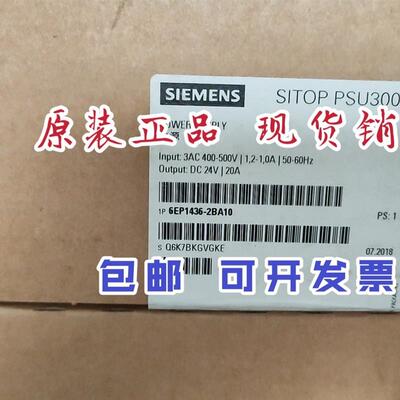 SIEMENS SITOP PSU300
原装正品 现货销
Input: 3AC 400-500V | 1,2-1,0A | 50-60Hz
Output: DC 24V | 20A
1P 6EP1436-2BA10
PS: 1
S Q6K7BKGVGKE
07.2018
包邮 可开发票